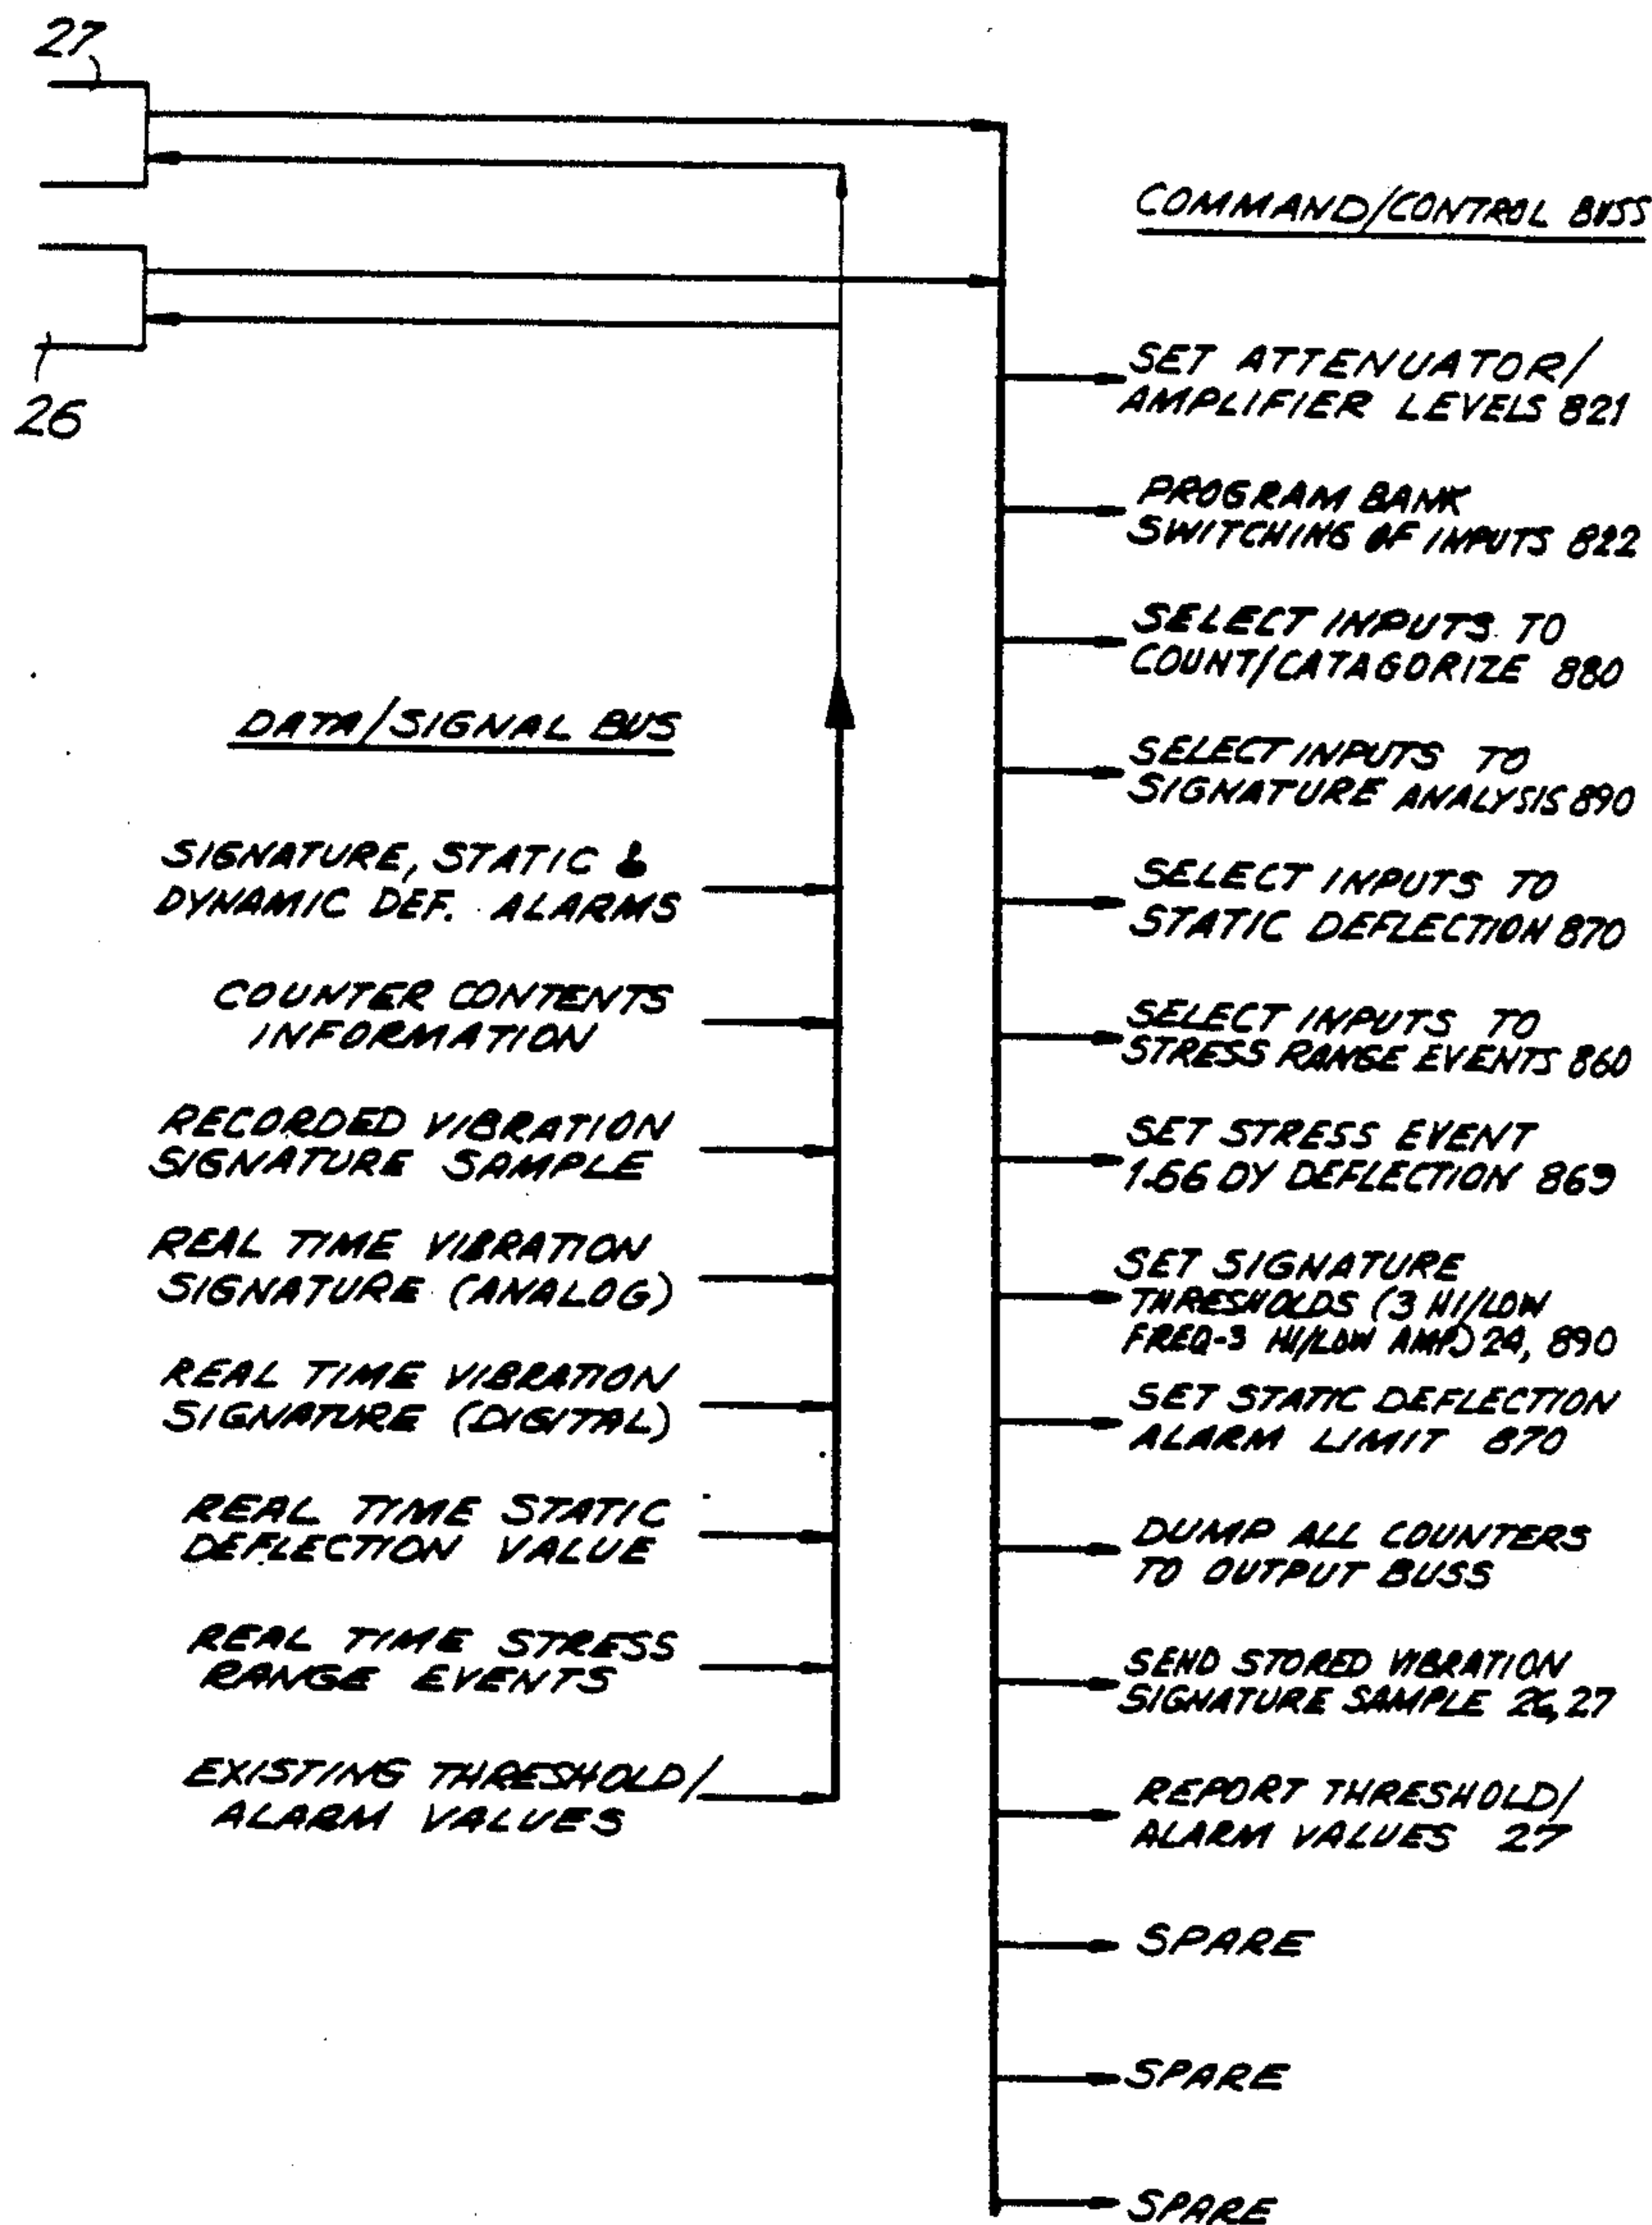 27
26
COMMAND/CONTROL BUSS
SET ATTENUATOR/
AMPLIFIER LEVELS 821
PROGRAM BANK
SWITCHING OF INPUTS 822
SELECT INPUTS TO
COUNT/CATAGORIZE 880
SELECT INPUTS TO
SIGNATURE ANALYSIS 890
SELECT INPUTS TO
STATIC DEFLECTION 870
SELECT INPUTS TO
STRESS RANGE EVENTS 860
SET STRESS EVENT
1.66 DY DEFLECTION 869
SET SIGNATURE
THRESHOLDS (3 HI/LOW
FREQ-3 HI/LOW AMP) 24, 890
SET STATIC DEFLECTION
ALARM LIMIT 870
DUMP ALL COUNTERS
TO OUTPUT BUSS
SEND STORED VIBRATION
SIGNATURE SAMPLE 26,27
REPORT THRESHOLD/
ALARM VALUES 27
SPARE
SPARE
SPARE
DATA/SIGNAL BUS
SIGNATURE, STATIC &
DYNAMIC DEF. ALARMS
COUNTER CONTENTS
INFORMATION
RECORDED VIBRATION
SIGNATURE SAMPLE
REAL TIME VIBRATION
SIGNATURE (ANALOG)
REAL TIME VIBRATION
SIGNATURE (DIGITAL)
REAL TIME STATIC
DEFLECTION VALUE
REAL TIME STRESS
RANGE EVENTS
EXISTING THRESHOLD/
ALARM VALUES